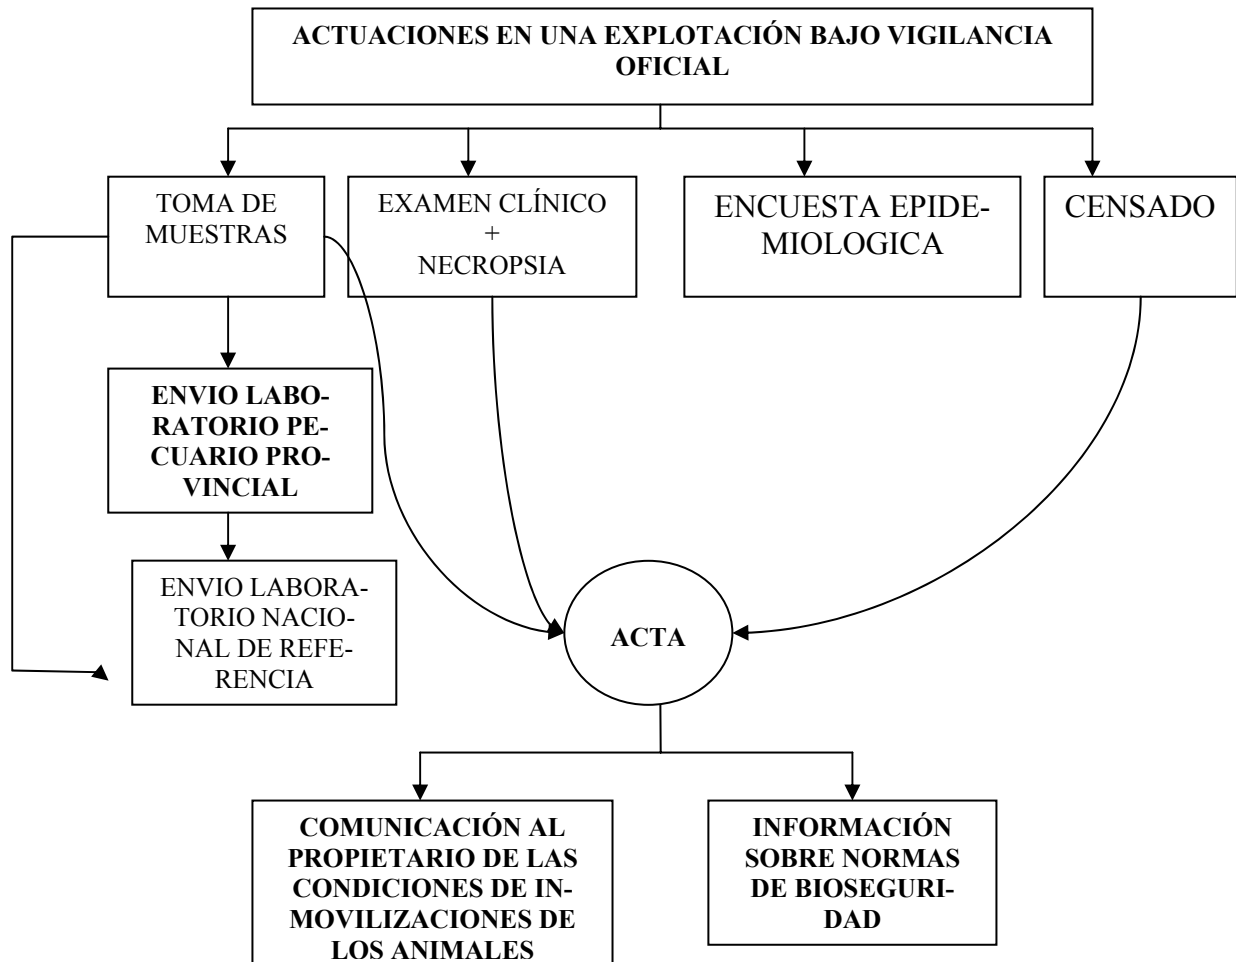 ACTUACIONES EN UNA EXPLOTACIÓN BAJO VIGILANCIA
OFICIAL
TOMA DE
MUESTRAS
EXAMEN CLÍNICO
+
NECROPSIA
ENCUESTA EPIDE-
MIOLOGICA
CENSADO
ENVIO LABO-
RATORIO PE-
CUARIO PRO-
VINCIAL
ENVIO LABORA-
TORIO NACIO-
NAL DE REFE-
RENCIA
ACTA
COMUNICACIÓN AL
PROPIETARIO DE LAS
CONDICIONES DE IN-
MOVILIZACIONES DE
LOS ANIMALES
INFORMACIÓN
SOBRE NORMAS
DE BIOSEGURI-
DAD